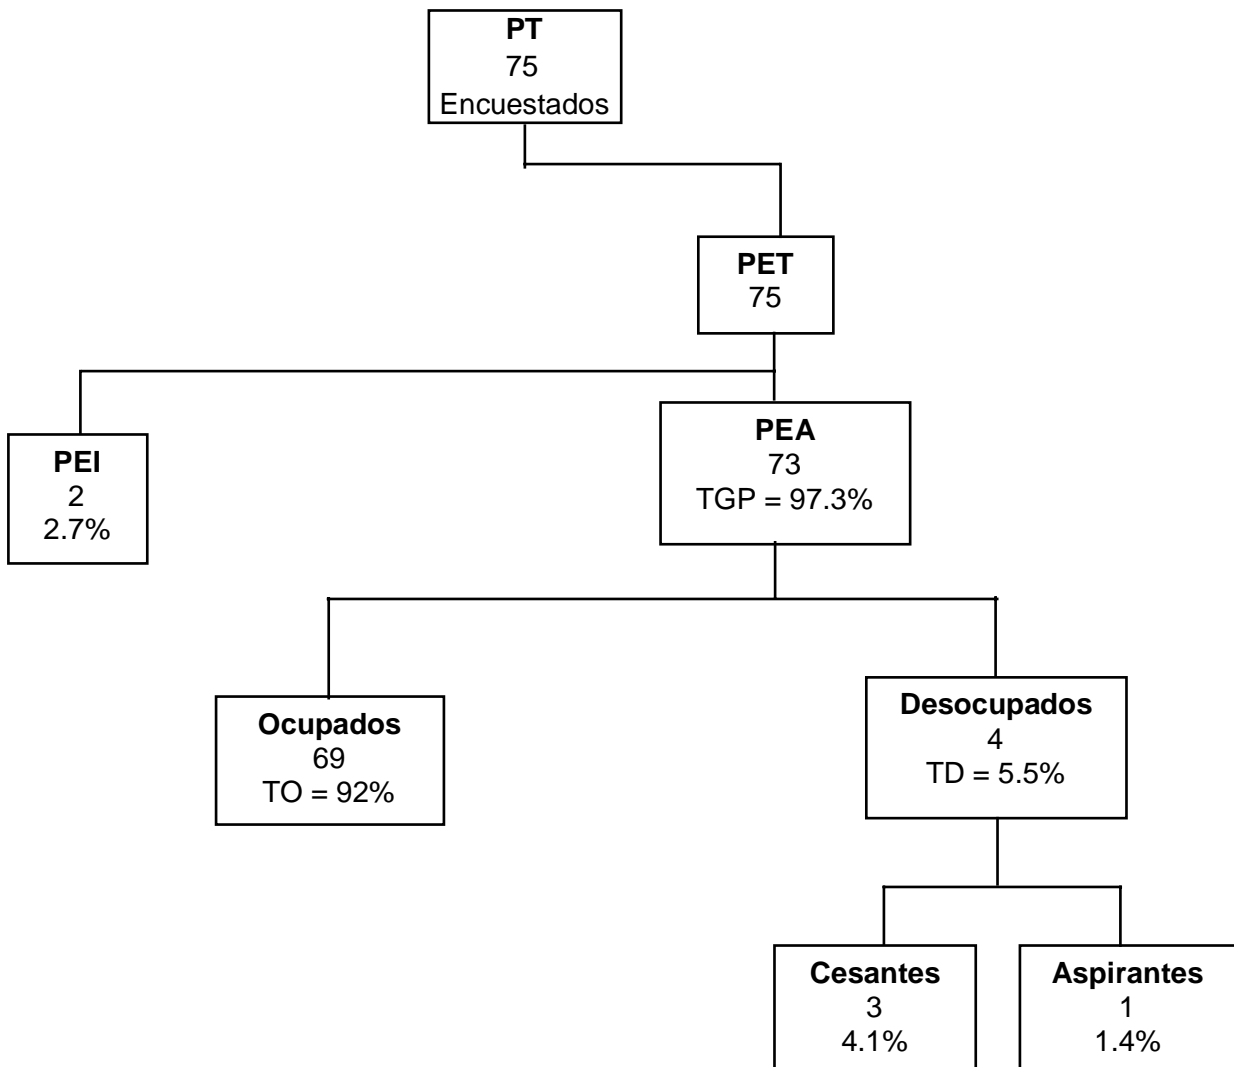 PT
75
Encuestados
PET
75
PEI
2
2.7%
PEA
73
TGP = 97.3%
Ocupados
69
TO = 92%
Desocupados
4
TD = 5.5%
Cesantes
3
4.1%
Aspirantes
1
1.4%